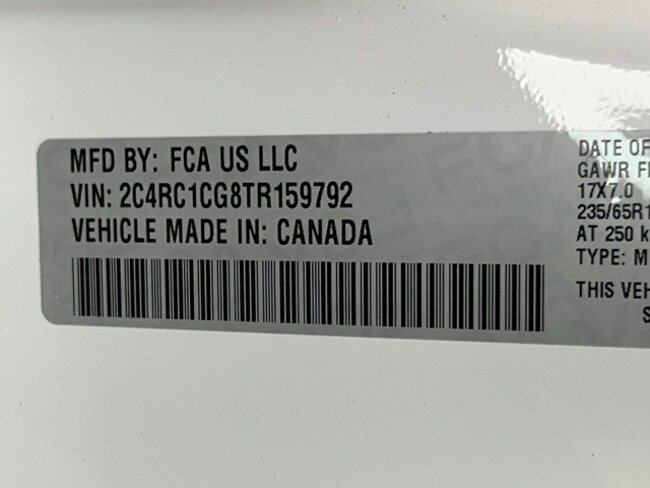 MFD BY: FCA US LLC
VIN: 2C4RC1CG8TR159792
VEHICLE MADE IN: CANADA
DATE OF
GAWR
17X7.0
235/65R1
AT 250
TYPE:
THIS VEH